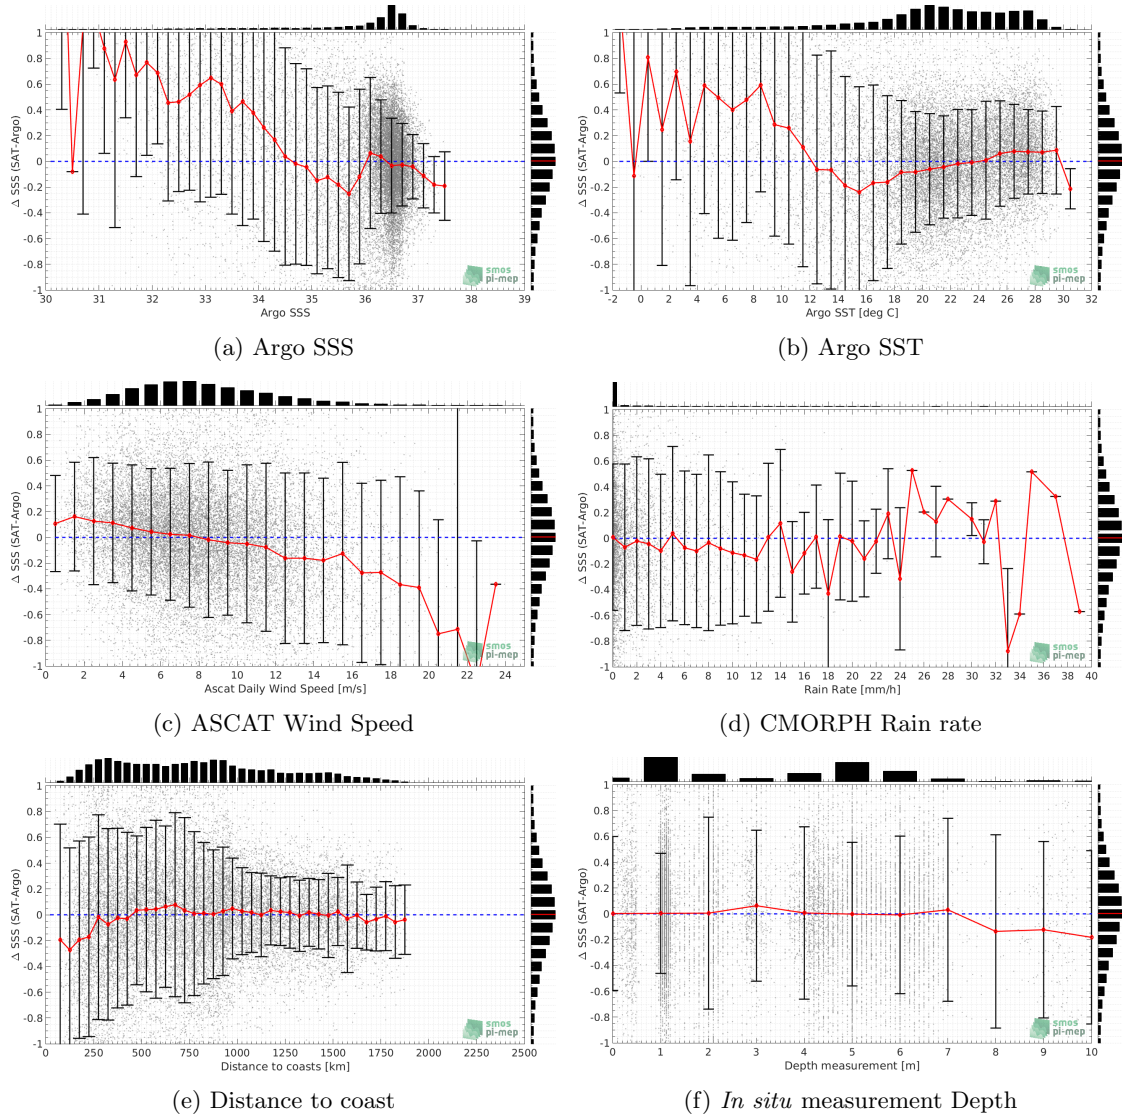 1
0.8
0.6
0.4
0.2
0
-0.2
-0.4
-0.6
-0.8
-1
Δ SSS (SAT-Argo)
30 31 32 33 34 35 36 37 38 39
Argo SSS
smos
pi-mep
(a) Argo SSS
1
0.8
0.6
0.4
0.2
0
-0.2
-0.4
-0.6
-0.8
-1
Δ SSS (SAT-Argo)
-2 0 2 4 6 8 10 12 14 16 18 20 22 24 26 28 30 32
Argo SST [deg C]
smos
pi-mep
(b) Argo SST
1
0.8
0.6
0.4
0.2
0
-0.2
-0.4
-0.6
-0.8
-1
Δ SSS (SAT-Argo)
0 2 4 6 8 10 12 14 16 18 20 22 24
Ascat Daily Wind Speed [m/s]
smos
pi-mep
(c) ASCAT Wind Speed
1
0.8
0.6
0.4
0.2
0
-0.2
-0.4
-0.6
-0.8
-1
Δ SSS (SAT-Argo)
0 2 4 6 8 10 12 14 16 18 20 22 24 26 28 30 32 34 36 38 40
Rain Rate [mm/h]
smos
pi-mep
(d) CMORPH Rain rate
1
0.8
0.6
0.4
0.2
0
-0.2
-0.4
-0.6
-0.8
-1
Δ SSS (SAT-Argo)
0 250 500 750 1000 1250 1500 1750 2000 2250 2500
Distance to coasts [km]
smos
pi-mep
(e) Distance to coast
1
0.8
0.6
0.4
0.2
0
-0.2
-0.4
-0.6
-0.8
-1
Δ SSS (SAT-Argo)
0 1 2 3 4 5 6 7 8 9 10
Depth measurement [m]
smos
pi-mep
(f) In situ measurement Depth